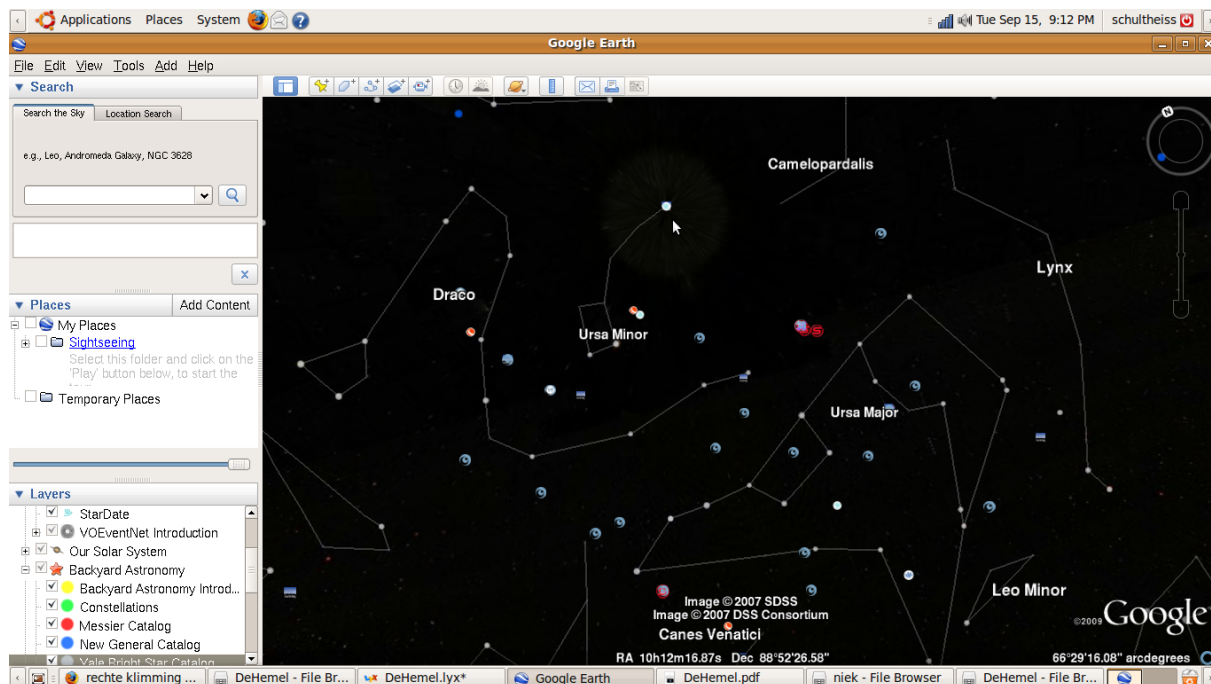 Applications Places System Tue Sep 15, 9:12 PM schultheiss
Google Earth
File Edit View Tools Add Help
Search
Search the Sky Location Search
e.g., Leo, Andromeda Galaxy, NGC 3628
Places Add Content
My Places
Sightseeing
Select this folder and click on the
'Play' button below, to start the
Temporary Places
Layers
StarDate
VOEventNet Introduction
Our Solar System
Backyard Astronomy
Backyard Astronomy Introd...
Constellations
Messier Catalog
New General Catalog
Yale Bright Star Catalog
N
Camelopardalis
Lynx
Draco
Ursa Minor
Ursa Major
Leo Minor
Image © 2007 SDSS
Image © 2007 DSS Consortium
©2009 Google
Canes Venatici
RA 10h12m16.87s Dec 88°52'26.58" 66°29'16.08" arcdegrees
rechte klimming ... DeHemel - File Br... DeHemel.lyx* Google Earth DeHemel.pdf niek - File Browser DeHemel - File Br...